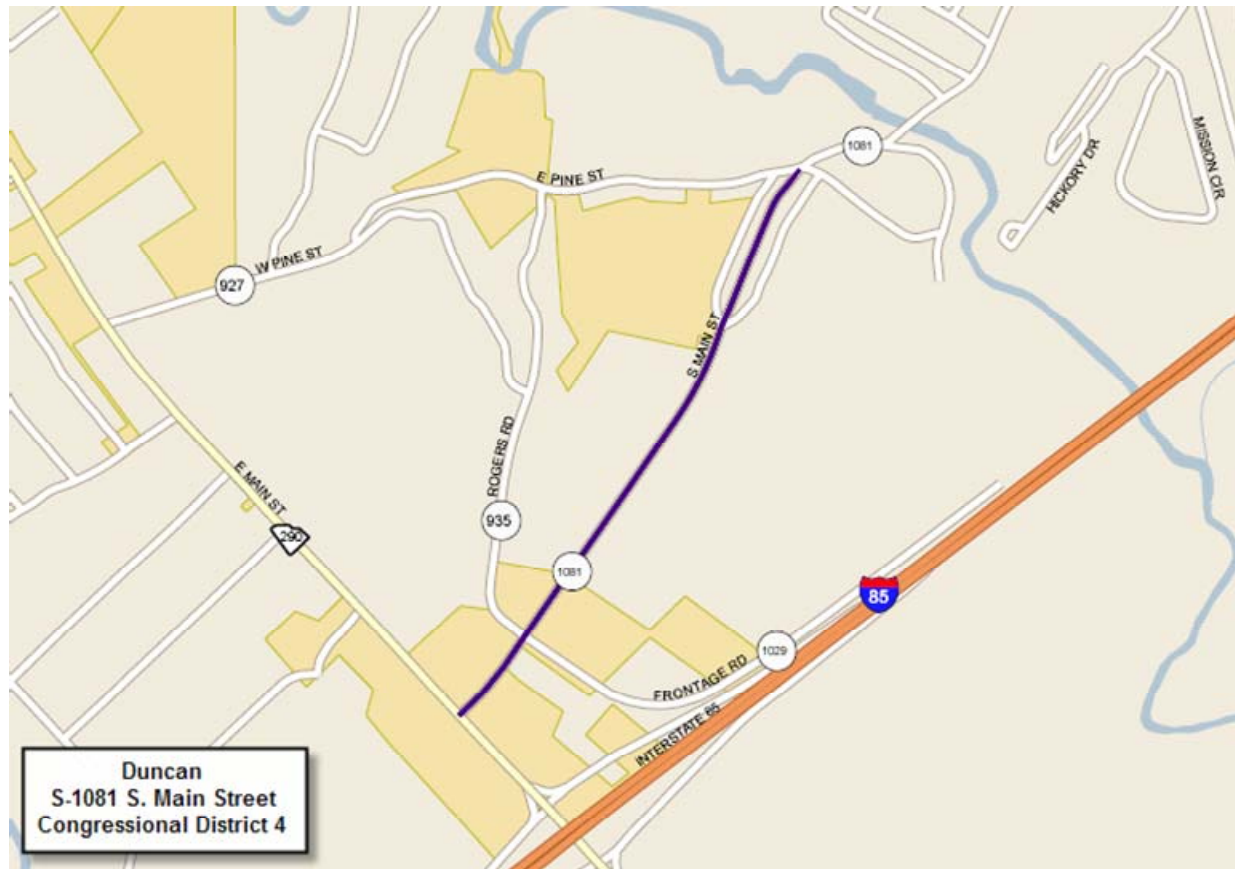 1081
E PINE ST
MISSION CIR
HICKORY DR
W PINE ST
927
S MAIN ST
ROGERS RD
E MAIN ST
935
290
1081
85
1029
FRONTAGE RD
INTERSTATE 85
Duncan
S-1081 S. Main Street
Congressional District 4